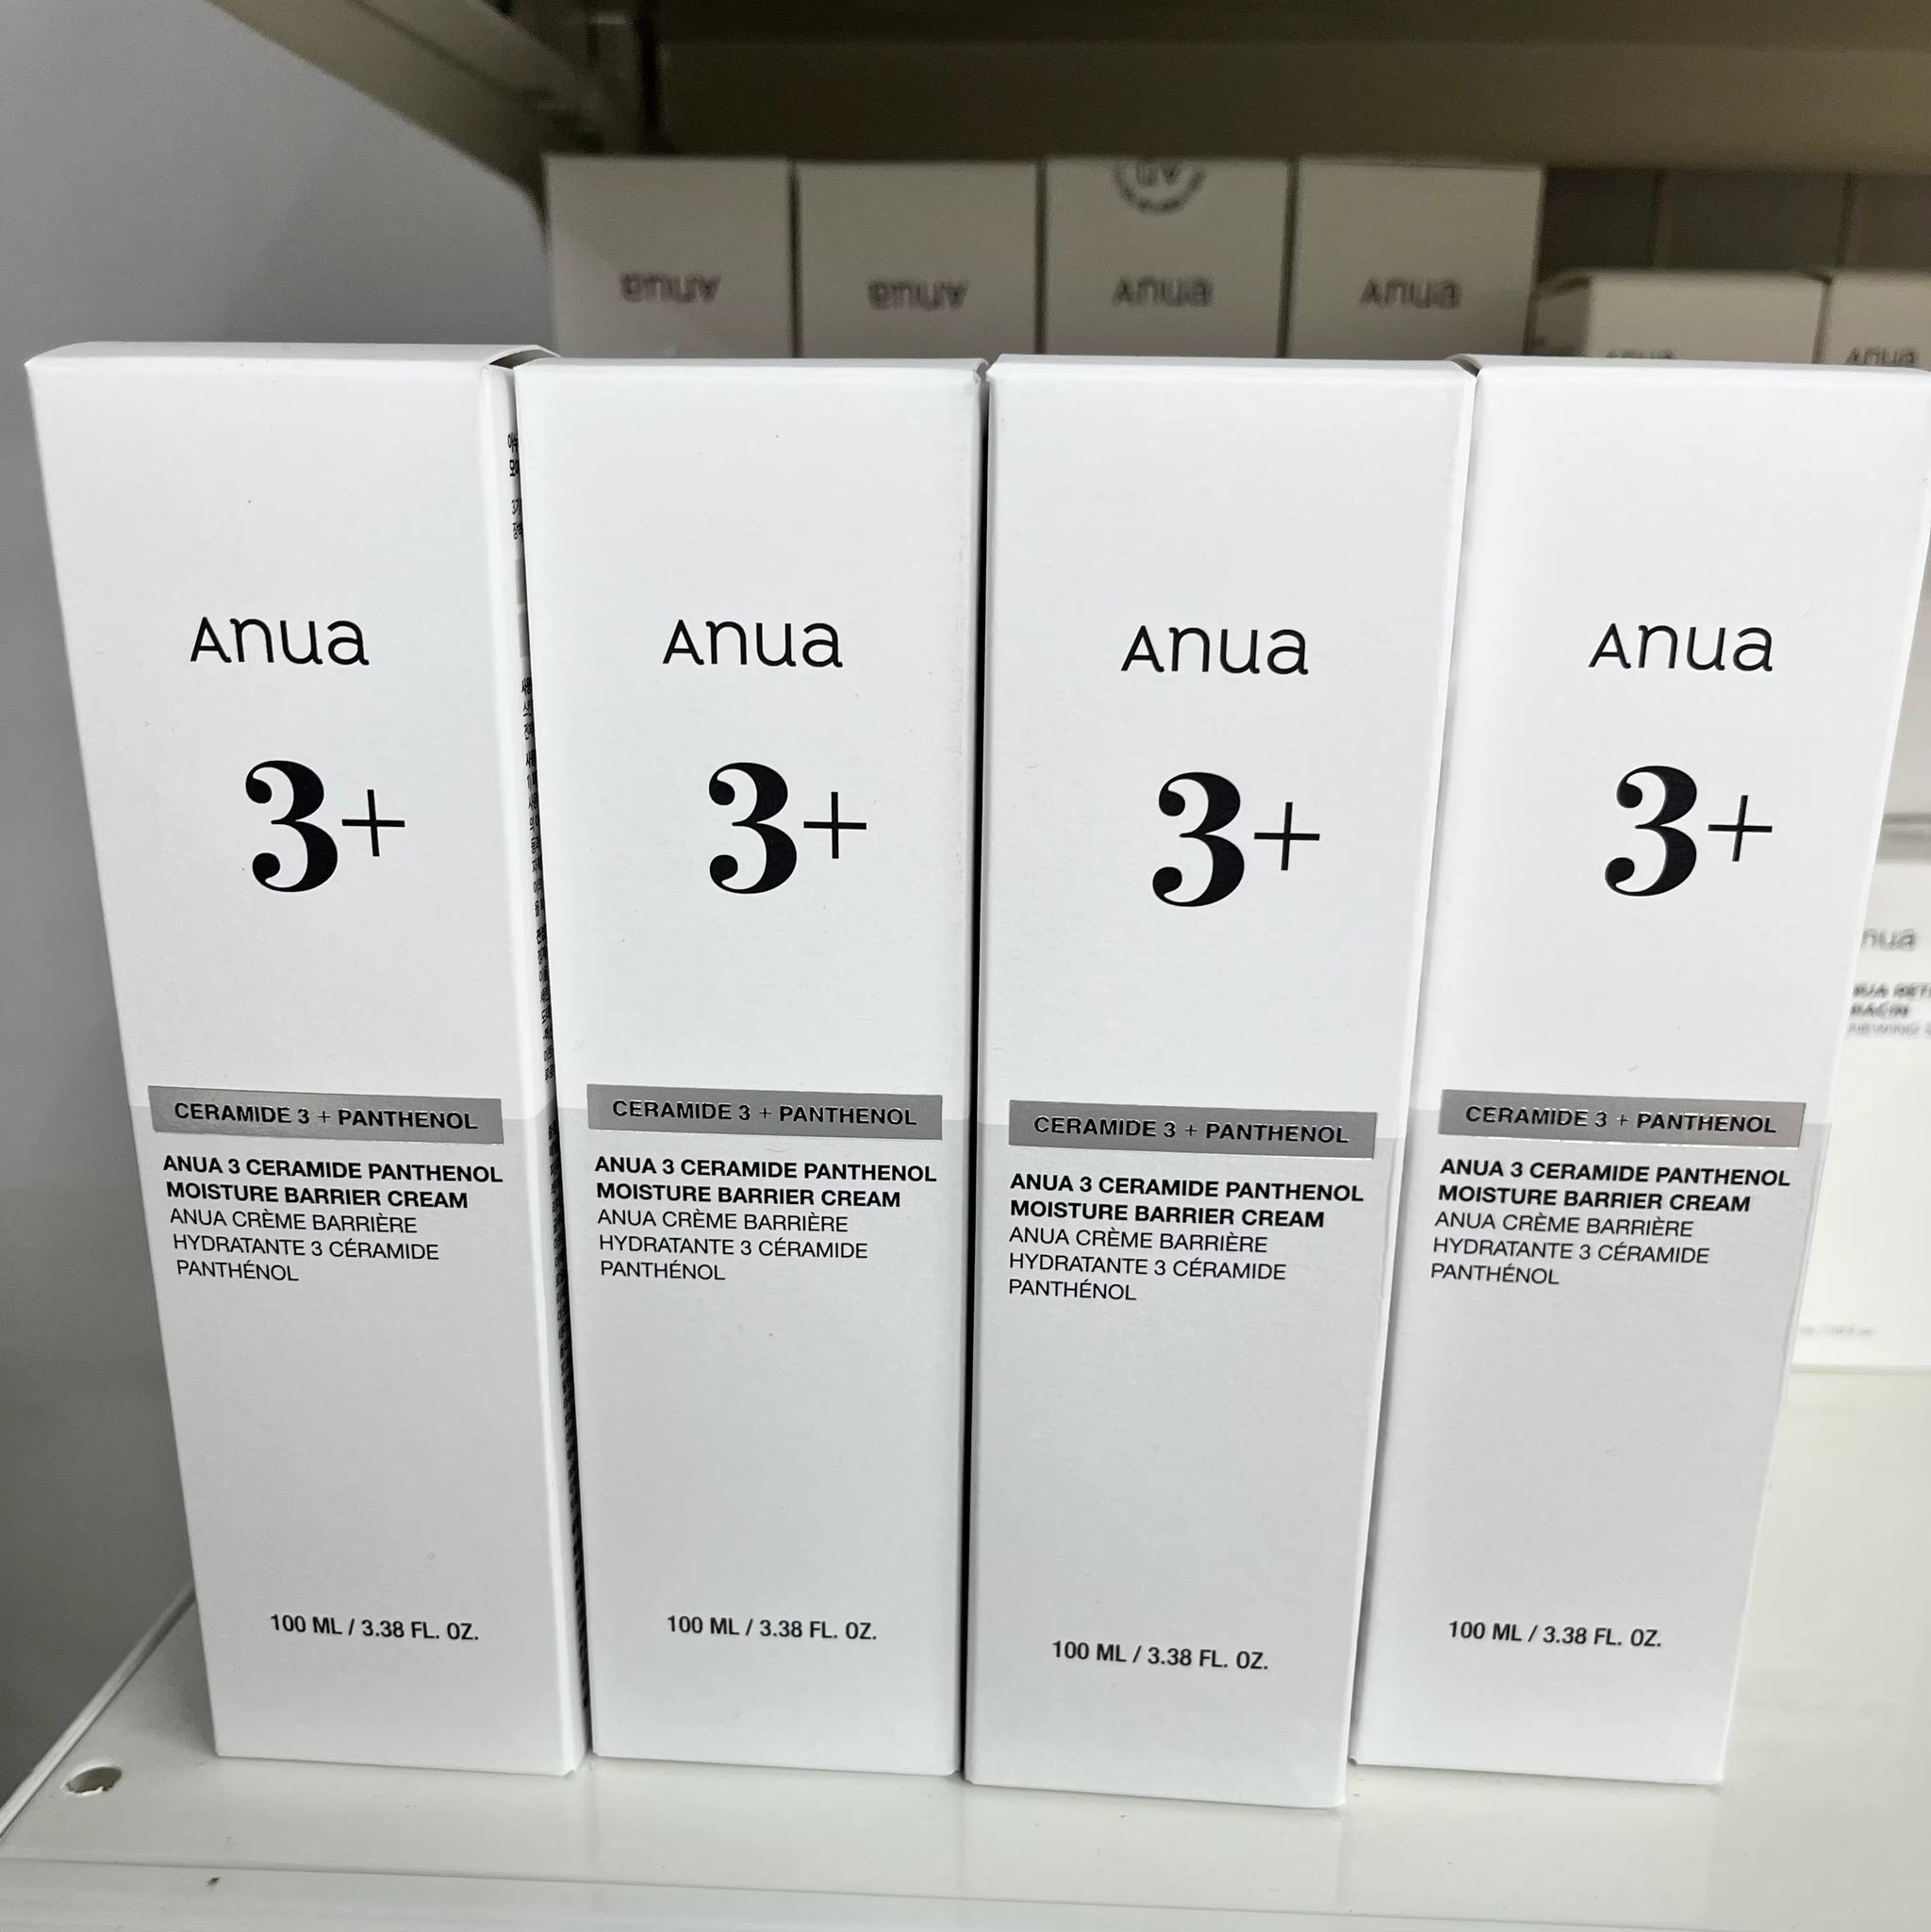 Anua
Anua
Anua
Anua
Anua
Anua
3+
CERAMIDE 3 + PANTHENOL
ANUA 3 CERAMIDE PANTHENOL
MOISTURE BARRIER CREAM
ANUA CRÈME BARRIÈRE
HYDRATANTE 3 CÉRAMIDE
PANTHÉNOL
100 ML / 3.38 FL. OZ.
Anua
3+
CERAMIDE 3 + PANTHENOL
ANUA 3 CERAMIDE PANTHENOL
MOISTURE BARRIER CREAM
ANUA CRÈME BARRIÈRE
HYDRATANTE 3 CÉRAMIDE
PANTHÉNOL
100 ML / 3.38 FL. OZ.
Anua
3+
CERAMIDE 3 + PANTHENOL
ANUA 3 CERAMIDE PANTHENOL
MOISTURE BARRIER CREAM
ANUA CRÈME BARRIÈRE
HYDRATANTE 3 CÉRAMIDE
PANTHÉNOL
100 ML / 3.38 FL. OZ.
Anua
3+
CERAMIDE 3 + PANTHENOL
ANUA 3 CERAMIDE PANTHENOL
MOISTURE BARRIER CREAM
ANUA CRÈME BARRIÈRE
HYDRATANTE 3 CÉRAMIDE
PANTHÉNOL
100 ML / 3.38 FL. OZ.